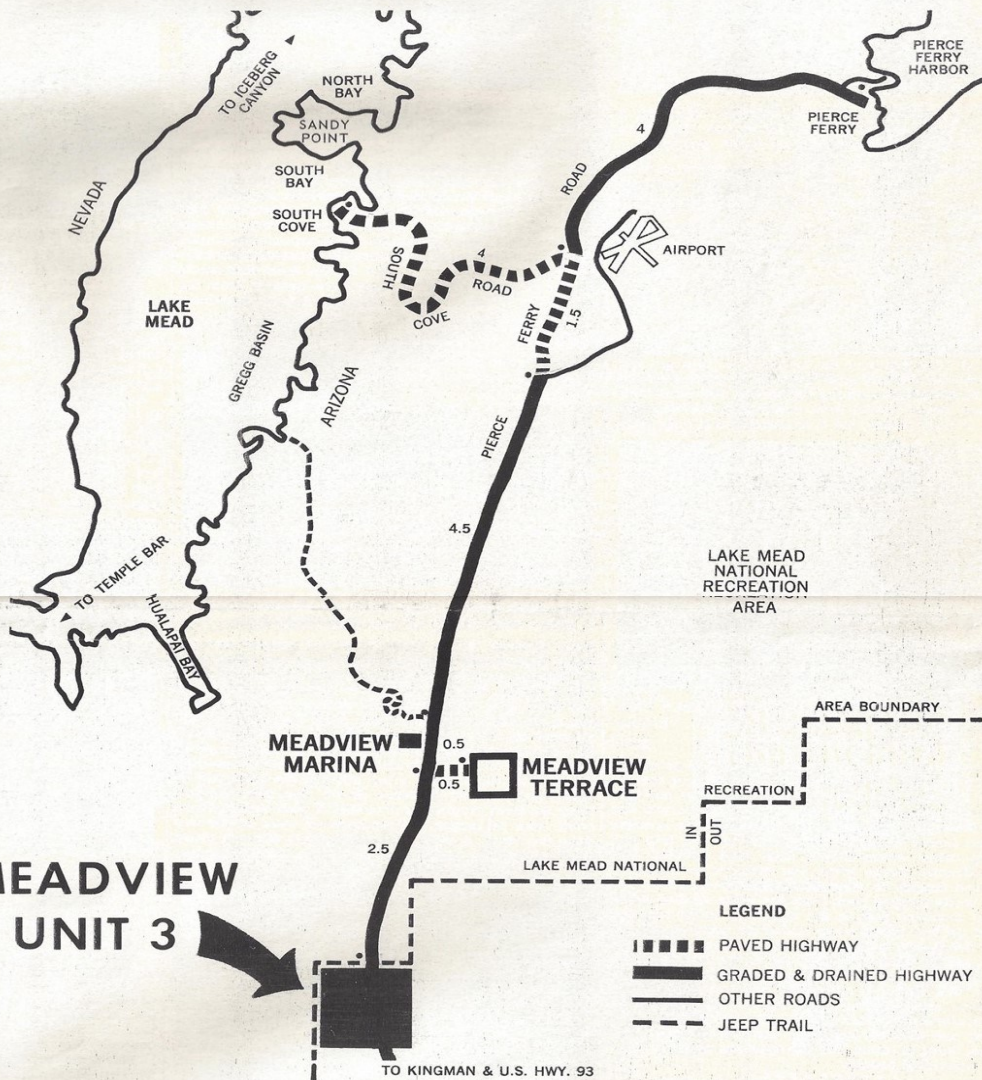 PIERCE
FERRY
HARBOR
TO ICEBERG
CANYON
NORTH
BAY
PIERCE
FERRY
SANDY
POINT
4
SOUTH
BAY
ROAD
NEVADA
SOUTH
COVE
AIRPORT
SOUTH
4
ROAD
COVE
LAKE
MEAD
FERRY
1.5
GREGG BASIN
ARIZONA
PIERCE
4.5
LAKE MEAD
NATIONAL
RECREATION
AREA
TO TEMPLE BAR
HUALAPAI BAY
AREA BOUNDARY
MEADVIEW
MARINA
0.5
0.5
MEADVIEW
TERRACE
RECREATION
IN
OUT
2.5
LAKE MEAD NATIONAL
EADVIEW
UNIT 3
LEGEND
PAVED HIGHWAY
GRADED & DRAINED HIGHWAY
OTHER ROADS
JEEP TRAIL
TO KINGMAN & U.S. HWY. 93